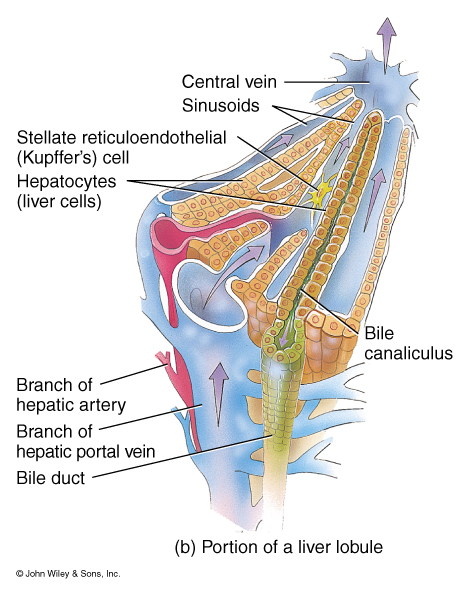 Central vein
Sinusoids
Stellate reticuloendothelial
(Kupffer's) cell
Hepatocytes
(liver cells)
Bile
canaliculus
Branch of
hepatic artery
Branch of
hepatic portal vein
Bile duct
(b) Portion of a liver lobule
© John Wiley & Sons, Inc.